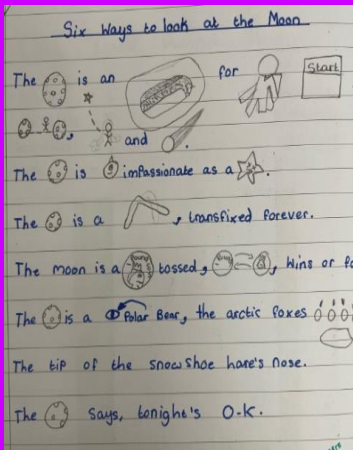 Six Ways to look at the Moon
The is an for Start
, and .
The is impassionate as a .
The is a , transfixed forever.
The moon is a tossed, , wins or
The is a Polar Bear, the arctic foxes
The tip of the snowshoe hare's nose.
The says, tonight's O-K.